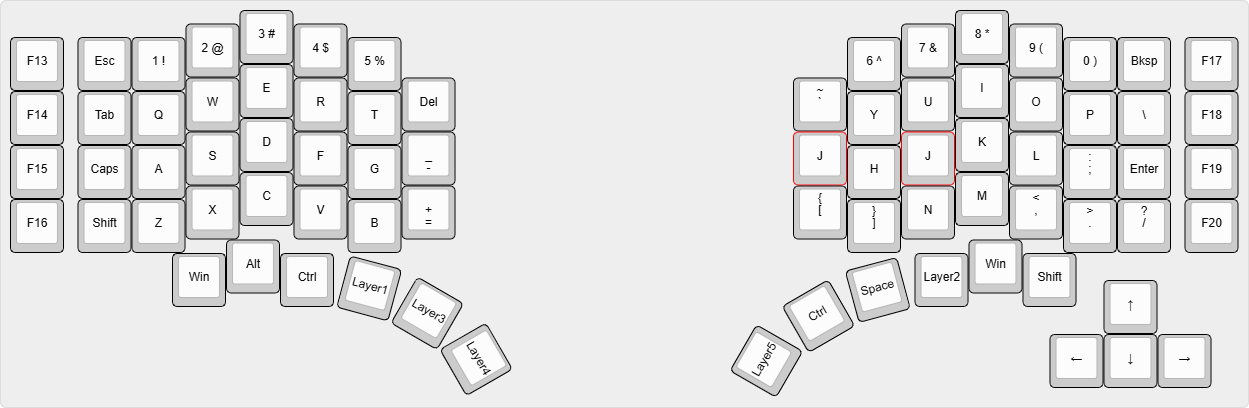 F13 Esc 1 ! 2 @ 3 # 4 $ 5 %
6 ^ 7 & 8 * 9 ( 0 ) Bksp F17
F14 Tab Q W E R T Del
~
` Y U I O P \ F18
F15 Caps A S D F G _
-
J H J K L :
; Enter F19
F16 Shift Z X C V B +
=
{
[ }
] N M <
, >
. ?
/ F20
Win Alt Ctrl Layer1 Layer3 Layer4
Layer5 Ctrl Space Layer2 Win Shift
↑
← ↓ →